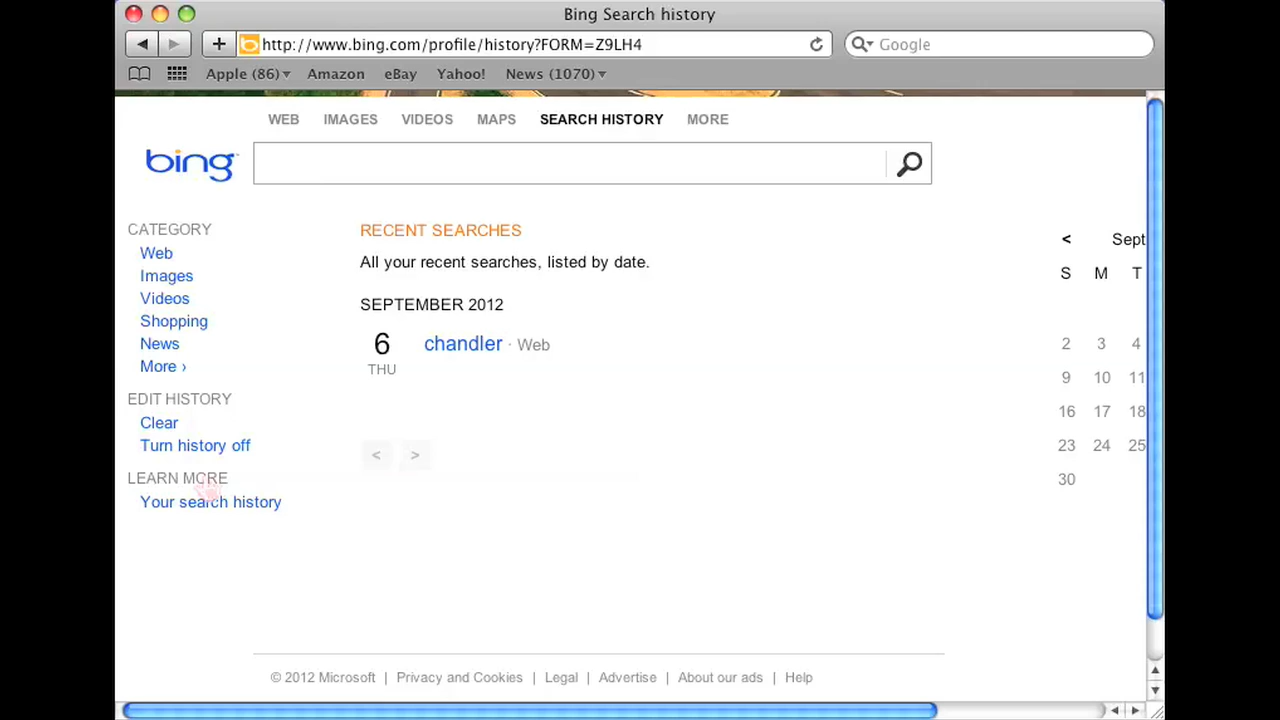 Bing Search history
http://www.bing.com/profile/history?FORM=Z9LH4
Google
Apple (86)
Amazon
eBay
Yahoo!
News (1070)
WEB IMAGES VIDEOS MAPS SEARCH HISTORY MORE
bing
CATEGORY
Web
Images
Videos
Shopping
News
More ›
EDIT HISTORY
Clear
Turn history off
LEARN MORE
Your search history
RECENT SEARCHES
All your recent searches, listed by date.
SEPTEMBER 2012
6 chandler · Web
THU
< >
< Sept
S M T
2 3 4
9 10 11
16 17 18
23 24 25
30
© 2012 Microsoft | Privacy and Cookies | Legal | Advertise | About our ads | Help